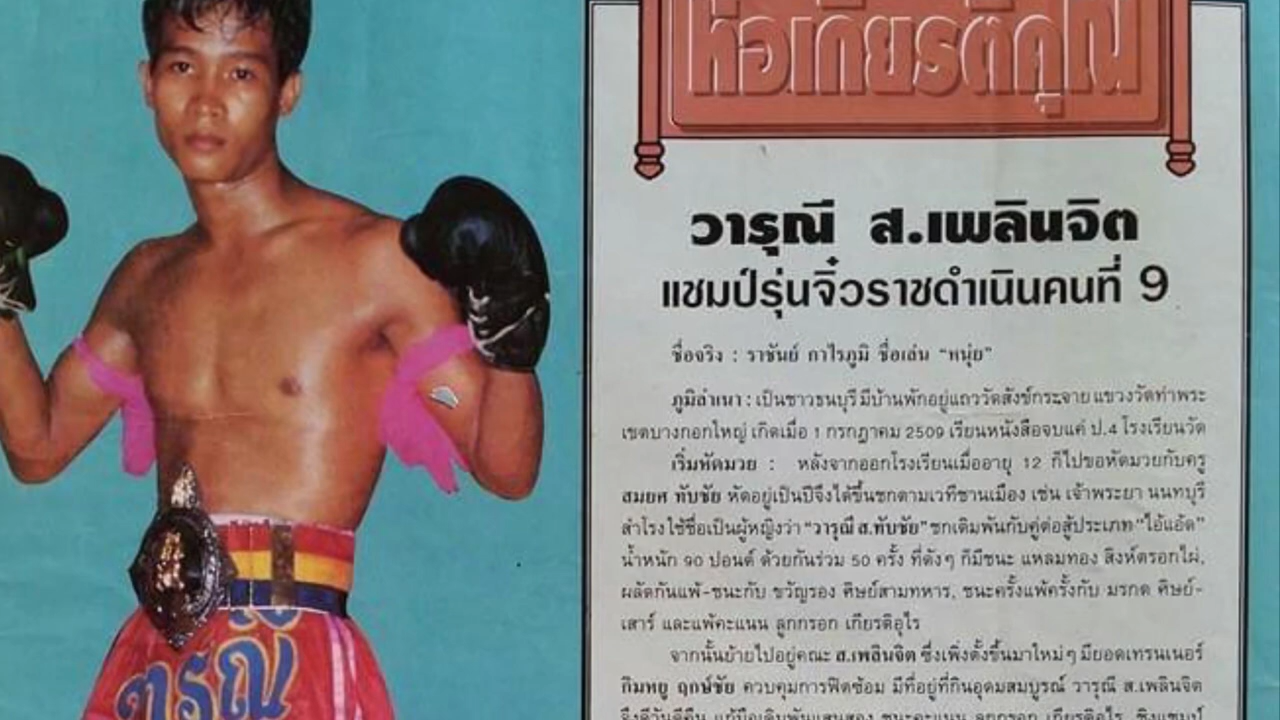 หอเกียรติคุณ
วารุณี ส.เพลินจิต
แชมป์รุ่นจิ๋วราชดำเนินคนที่ 9
ชื่อจริง : ราชันย์ กาไรภูมิ ชื่อเล่น "หนุ่ย"
ภูมิลำเนา : เป็นชาวธนบุรี มีบ้านพักอยู่แถววัดสังข์กระจาย แขวงวัดท่าพระ
เขตบางกอกใหญ่ เกิดเมื่อ 1 กรกฎาคม 2509 เรียนหนังสือจบแค่ ป.4 โรงเรียนวัด
เริ่มหัดมวย : หลังจากออกโรงเรียนเมื่ออายุ 12 ก็ไปขอหัดมวยกับครู
สมยศ ทับชัย หัดอยู่เป็นปีจึงได้ขึ้นชกตามเวทีชานเมือง เช่น เจ้าพระยา นนทบุรี
สำโรง ใช้ชื่อเป็นผู้หญิงว่า "วารุณี ส.ทับชัย" ชกเดิมพันกับคู่ต่อสู้ประเภท "ไอ้แอ้ด"
น้ำหนัก 90 ปอนด์ ด้วยกันร่วม 50 ครั้ง ที่ดังๆ ก็มีชนะ แหลมทอง สิงห์ตรอกไผ่,
ผลัดกันแพ้-ชนะกับ ขวัญรอง ศิษย์สามทหาร, ชนะครั้งแพ้ครั้งกับ มรกต ศิษย์-
เสาร์ และแพ้คะแนน ลูกกรอก เกียรติอุไร
จากนั้นย้ายไปอยู่คณะ ส.เพลินจิต ซึ่งเพิ่งตั้งขึ้นมาใหม่ๆ มียอดเทรนเนอร์
กิมหยู ฤกษ์ชัย ควบคุมการฟิตซ้อม มีที่อยู่ที่กินอุดมสมบูรณ์ วารุณี ส.เพลินจิต
วารุณี